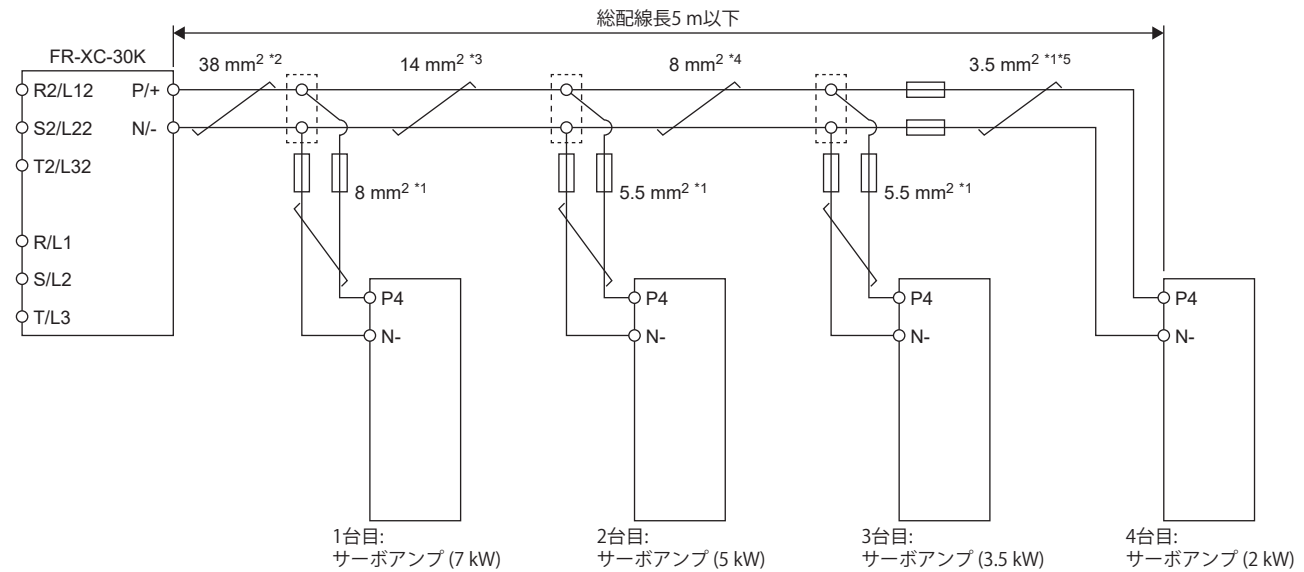 総配線長5 m以下
FR-XC-30K
38 mm² *2
14 mm² *3
8 mm² *4
3.5 mm² *1*5
R2/L12
P/+
S2/L22
N/-
T2/L32
8 mm² *1
5.5 mm² *1
5.5 mm² *1
R/L1
S/L2
T/L3
P4
P4
P4
P4
N-
N-
N-
N-
1台目:
サーボアンプ (7 kW)
2台目:
サーボアンプ (5 kW)
3台目:
サーボアンプ (3.5 kW)
4台目:
サーボアンプ (2 kW)